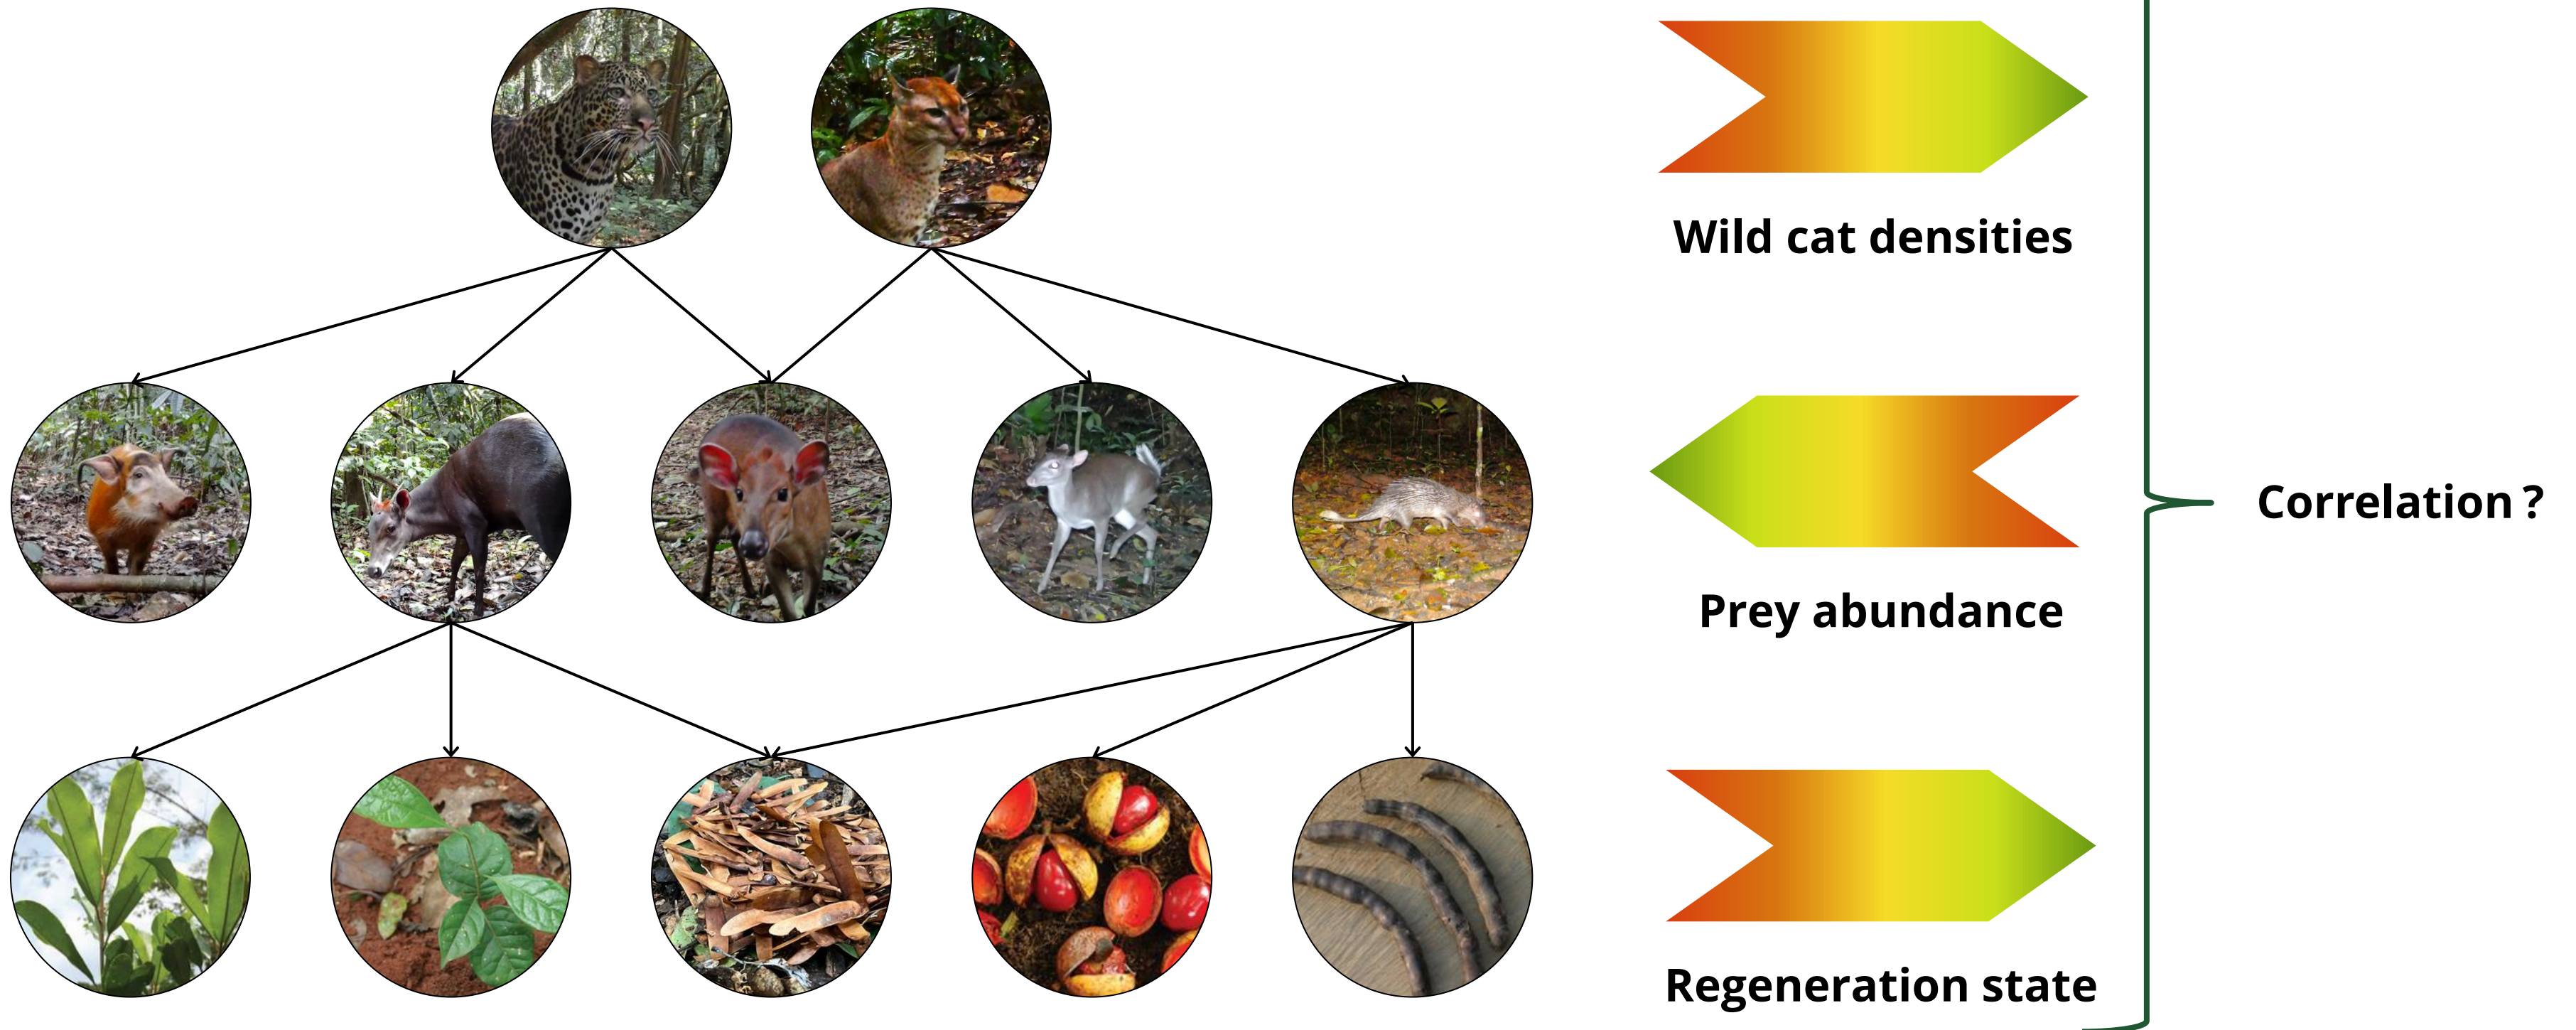 Wild cat densities
Prey abundance
Correlation ?
Regeneration state